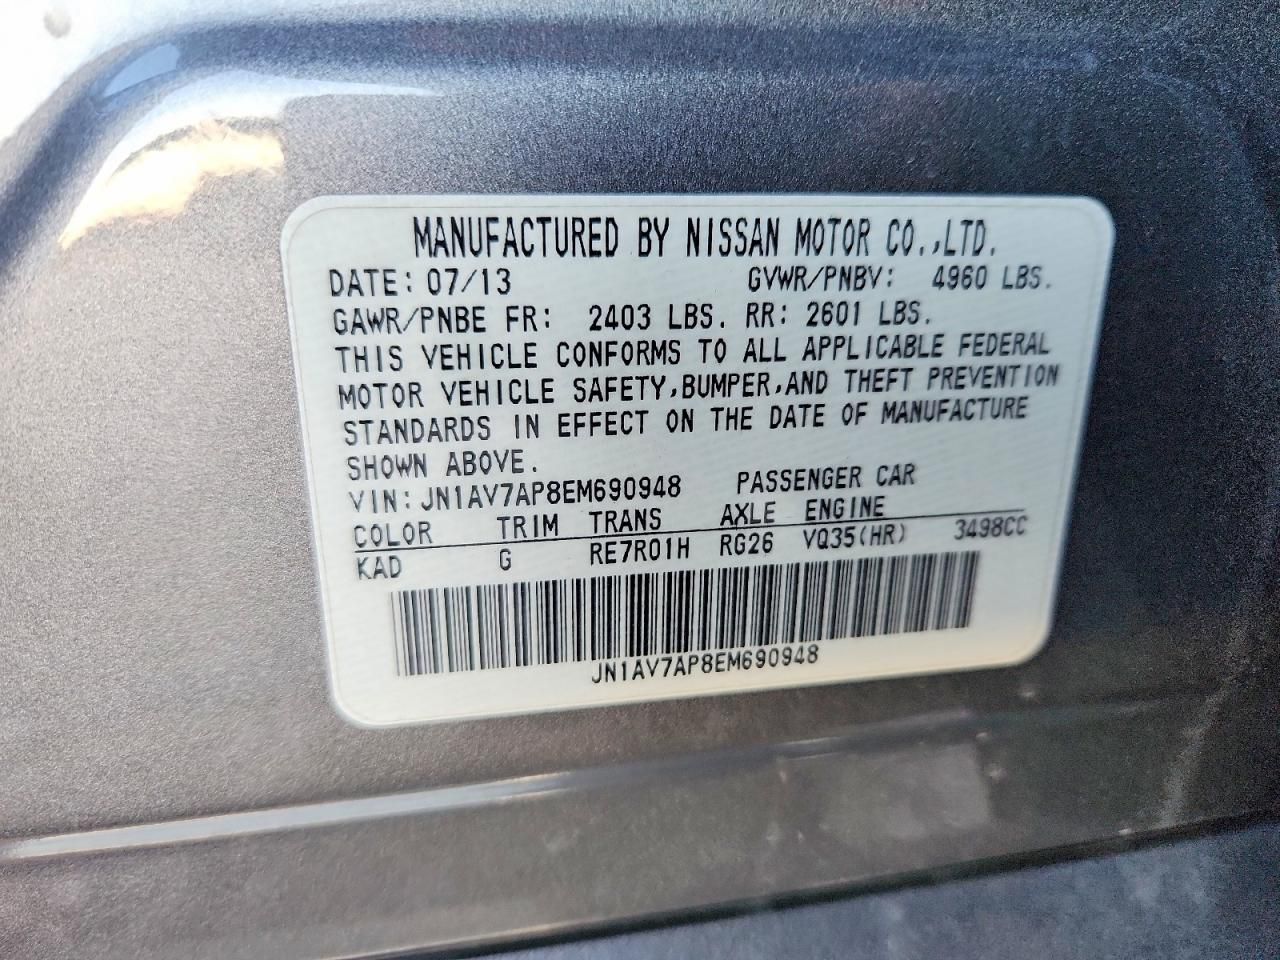 MANUFACTURED BY NISSAN MOTOR CO.,LTD.
DATE: 07/13 GVWR/PNBV: 4960 LBS.
GAWR/PNBE FR: 2403 LBS. RR: 2601 LBS.
THIS VEHICLE CONFORMS TO ALL APPLICABLE FEDERAL
MOTOR VEHICLE SAFETY,BUMPER,AND THEFT PREVENTION
STANDARDS IN EFFECT ON THE DATE OF MANUFACTURE
SHOWN ABOVE.
VIN: JN1AV7AP8EM690948 PASSENGER CAR
COLOR TRIM TRANS AXLE ENGINE
KAD G RE7R01H RG26 VQ35(HR) 3498CC
JN1AV7AP8EM690948